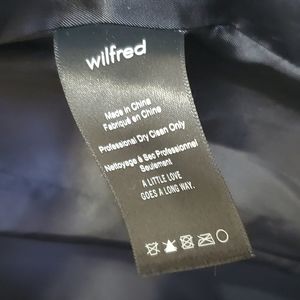 wilfred
Made in China
Fabriqué en Chine
Professional Dry Clean Only
Nettoyage à Sec Professionnel
Seulement
A LITTLE LOVE
GOES A LONG WAY.